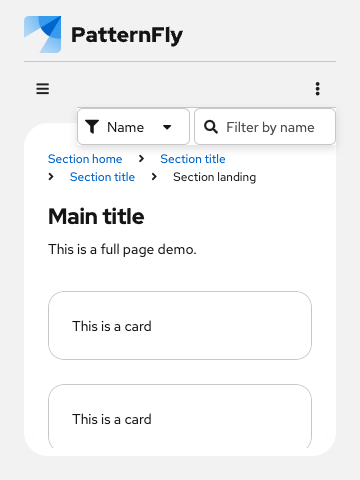 PatternFly
Name Filter by name
Section home Section title
Section title Section landing
Main title
This is a full page demo.
This is a card
This is a card